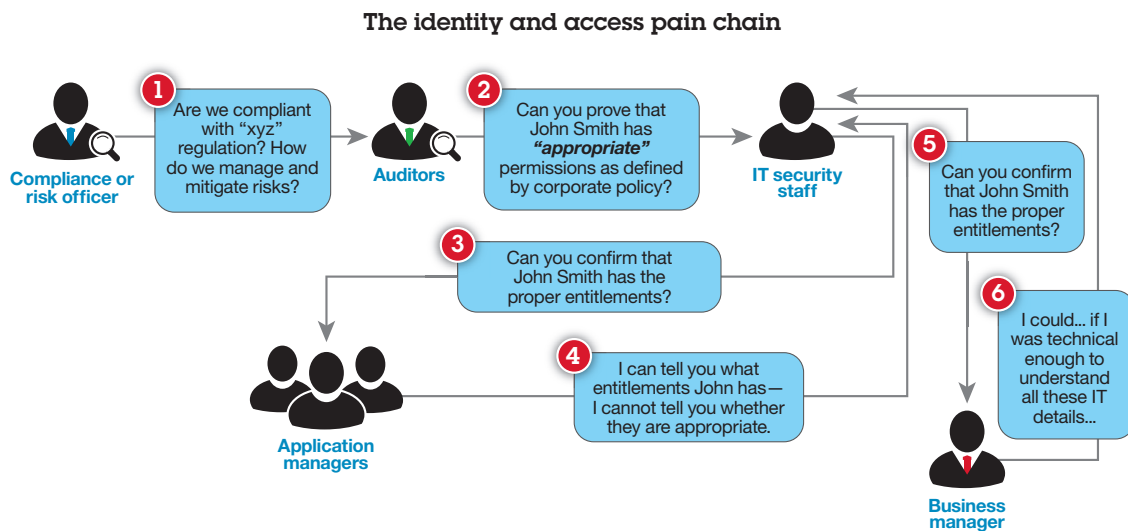 The identity and access pain chain
1
Are we compliant
with “xyz”
regulation? How
do we manage and
mitigate risks?
Compliance or
risk officer
2
Can you prove that
John Smith has
“appropriate”
permissions as defined
by corporate policy?
Auditors
IT security
staff
3
Can you confirm that
John Smith has the
proper entitlements?
4
I can tell you what
entitlements John has—
I cannot tell you whether
they are appropriate.
Application
managers
5
Can you confirm
that John Smith
has the proper
entitlements?
6
I could... if I
was technical
enough to
understand
all these IT
details...
Business
manager